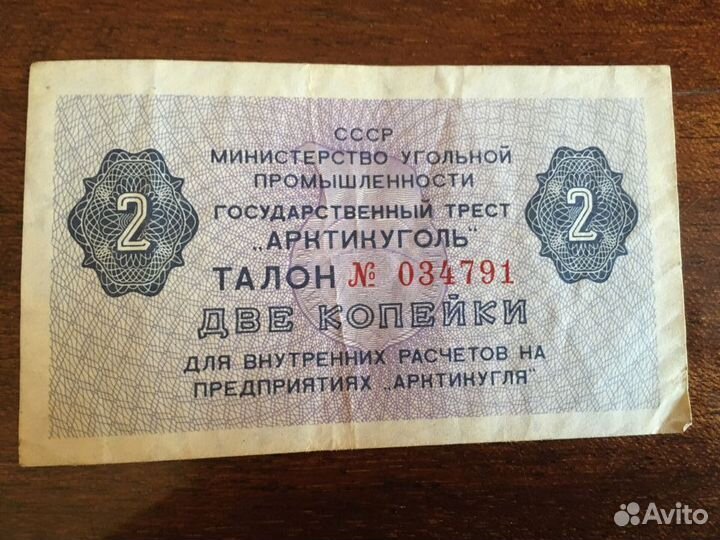 СССР
МИНИСТЕРСТВО УГОЛЬНОЙ
ПРОМЫШЛЕННОСТИ
ГОСУДАРСТВЕННЫЙ ТРЕСТ
„АРКТИКУГОЛЬ"
2
2
ТАЛОН № 034791
ДВЕ КОПЕЙКИ
ДЛЯ ВНУТРЕННИХ РАСЧЕТОВ НА
ПРЕДПРИЯТИЯХ „АРКТИКУГЛЯ"
Avito